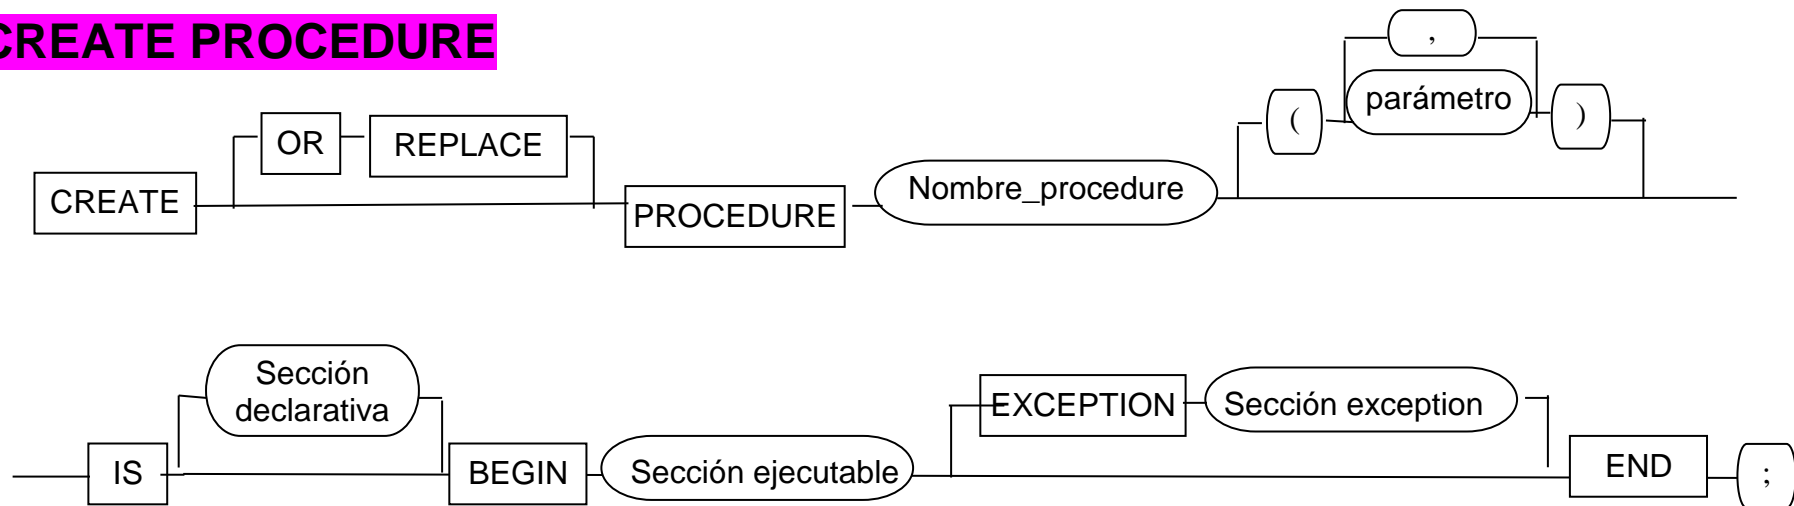 CREATE PROCEDURE
CREATE OR REPLACE PROCEDURE Nombre_procedure ( parámetro , )
IS Sección
declarativa
BEGIN Sección ejecutable EXCEPTION Sección exception END ;